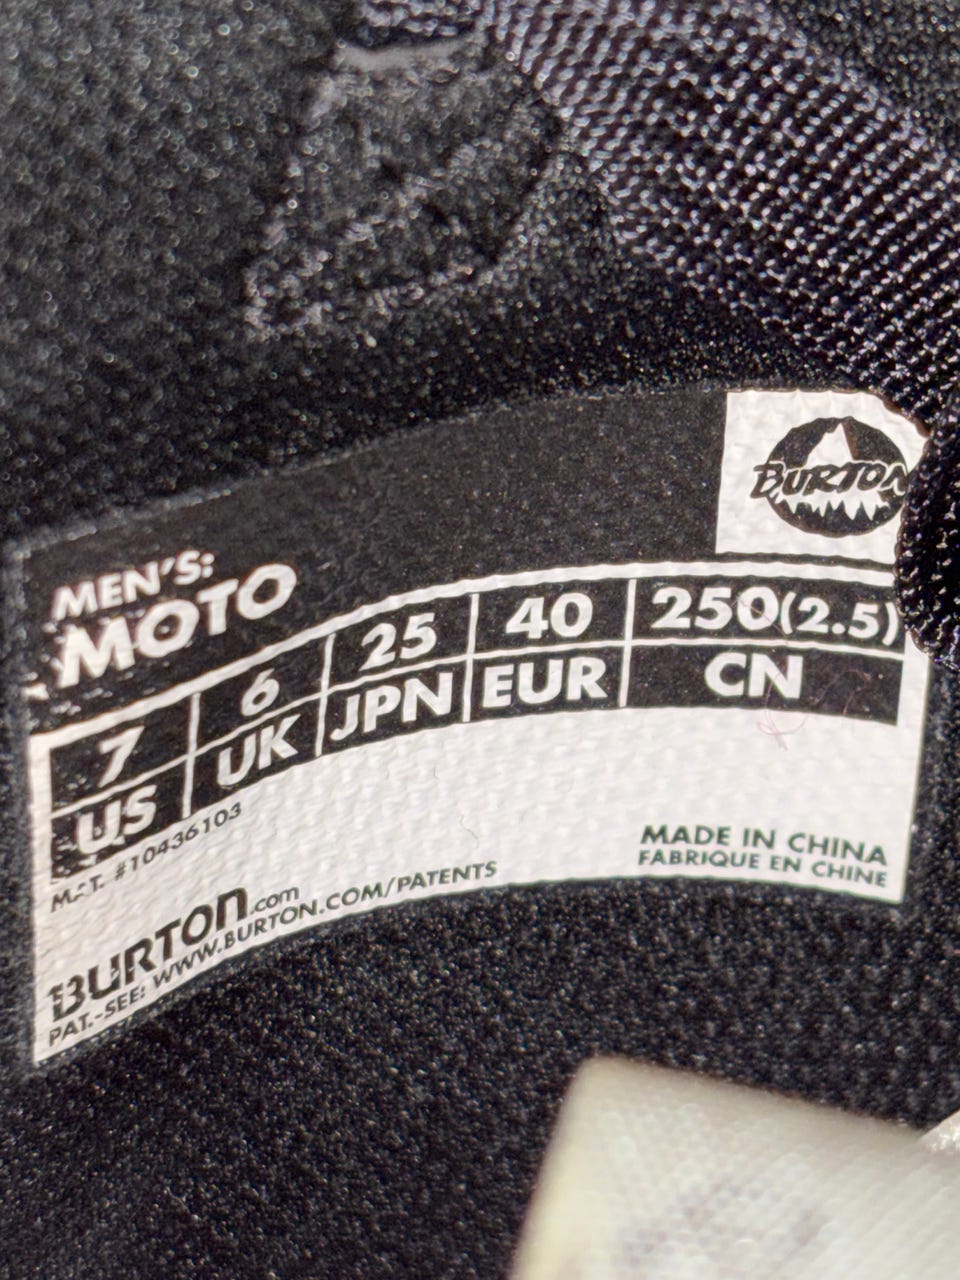 BURTON
MEN'S:
MOTO
7 6 25 40 250(2.5)
US UK JPN EUR CN
MAT. #10436103
MADE IN CHINA
FABRIQUE EN CHINE
BURTON.com
PAT.-SEE: WWW.BURTON.COM/PATENTS